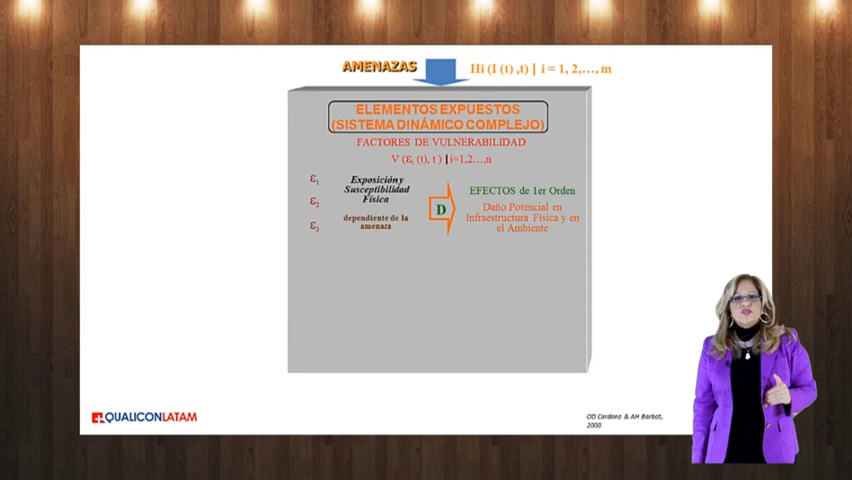 AMENAZAS
Hi (I (t) ,t) | i = 1, 2,…, m
ELEMENTOS EXPUESTOS
(SISTEMA DINÁMICO COMPLEJO)
FACTORES DE VULNERABILIDAD
V (ε₁ (t), t ) | i=1,2…,n
ε₁
ε₂
ε₃
Exposición y
Susceptibilidad
Física
dependiente de la
amenaza
D
EFECTOS de 1er Orden
Daño Potencial en
Infraestructura Física y en
el Ambiente
QUALICONLATAM
OD Cardona & AH Barbat,
2000